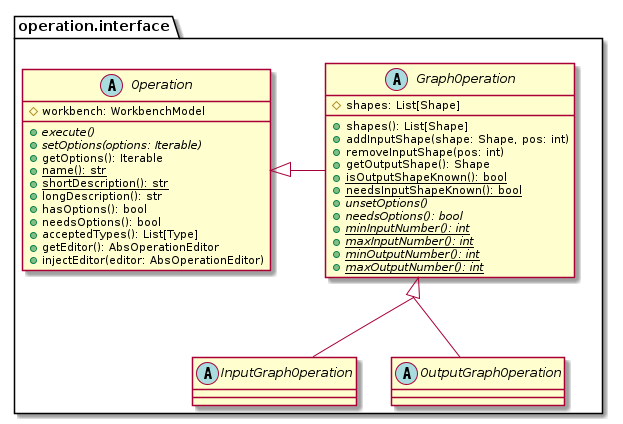 operation.interface
A Operation
workbench: WorkbenchModel
execute()
setOptions(options: Iterable)
getOptions(): Iterable
name(): str
shortDescription(): str
longDescription(): str
hasOptions(): bool
needsOptions(): bool
acceptedTypes(): List[Type]
getEditor(): AbsOperationEditor
injectEditor(editor: AbsOperationEditor)
A GraphOperation
shapes: List[Shape]
shapes(): List[Shape]
addInputShape(shape: Shape, pos: int)
removeInputShape(pos: int)
getOutputShape(): Shape
isOutputShapeKnown(): bool
needsInputShapeKnown(): bool
unsetOptions()
needsOptions(): bool
minInputNumber(): int
maxInputNumber(): int
minOutputNumber(): int
maxOutputNumber(): int
A InputGraphOperation
A OutputGraphOperation